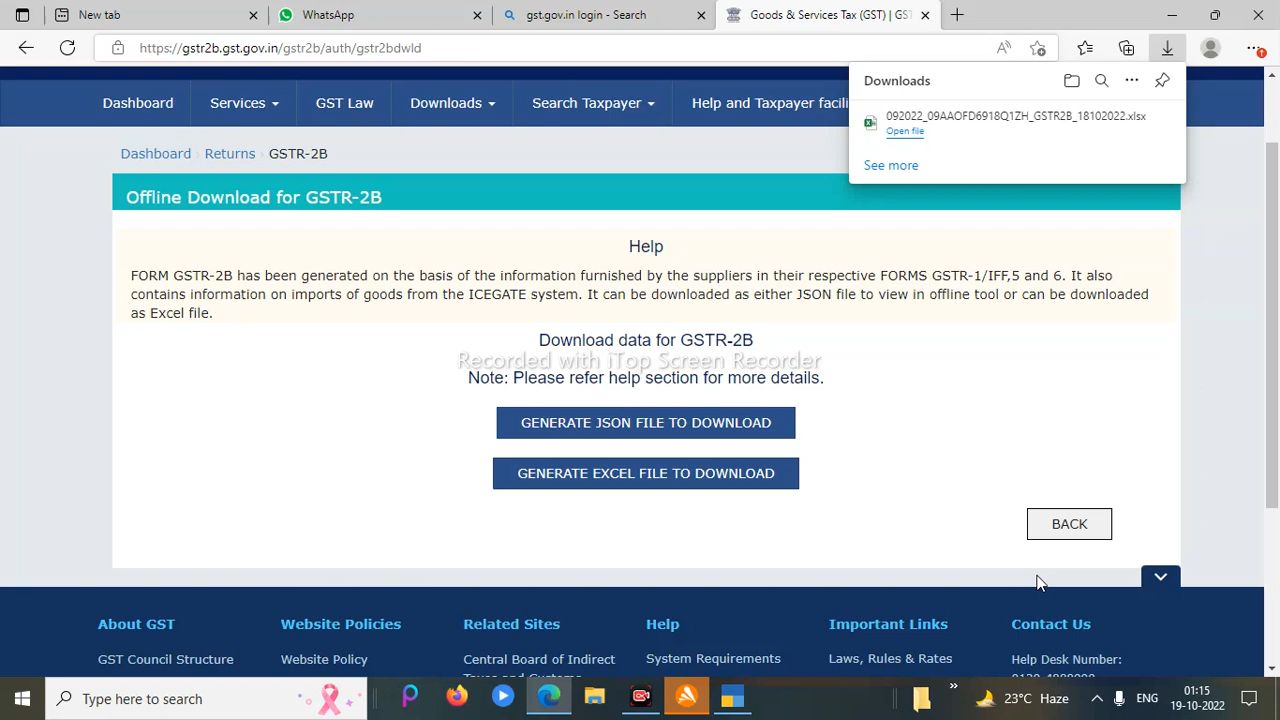 New tab
WhatsApp
gst.gov.in login - Search
Goods & Services Tax (GST) | GST
https://gstr2b.gst.gov.in/gstr2b/auth/gstr2bdwld
Downloads
092022_09AAOFD6918Q1ZH_GSTR2B_18102022.xlsx
Open file
See more
Dashboard
Services
GST Law
Downloads
Search Taxpayer
Help and Taxpayer facili
Dashboard
Returns
GSTR-2B
Offline Download for GSTR-2B
Help
FORM GSTR-2B has been generated on the basis of the information furnished by the suppliers in their respective FORMS GSTR-1/IFF,5 and 6. It also
contains information on imports of goods from the ICEGATE system. It can be downloaded as either JSON file to view in offline tool or can be downloaded
as Excel file.
Download data for GSTR-2B
Recorded with iTop Screen Recorder
Note: Please refer help section for more details.
GENERATE JSON FILE TO DOWNLOAD
GENERATE EXCEL FILE TO DOWNLOAD
BACK
About GST
Website Policies
Related Sites
Help
Important Links
Contact Us
GST Council Structure
Website Policy
Central Board of Indirect
System Requirements
Laws, Rules & Rates
Help Desk Number:
Type here to search
23°C Haze
ENG
01:15
19-10-2022